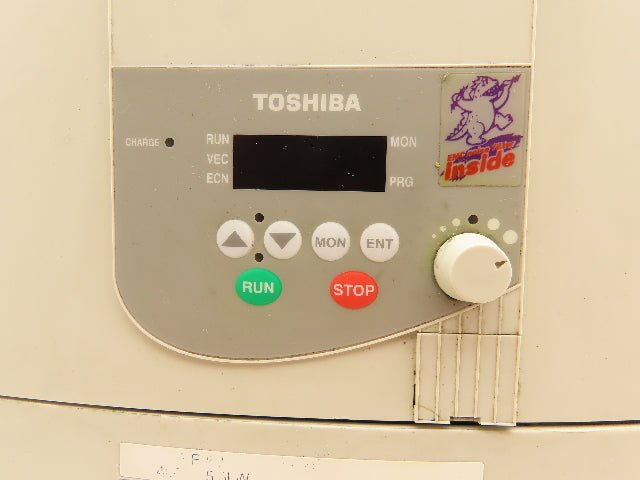 TOSHIBA
CHARGE
RUN
MON
VEC
ECN
PRG
inside
MON
ENT
RUN
STOP